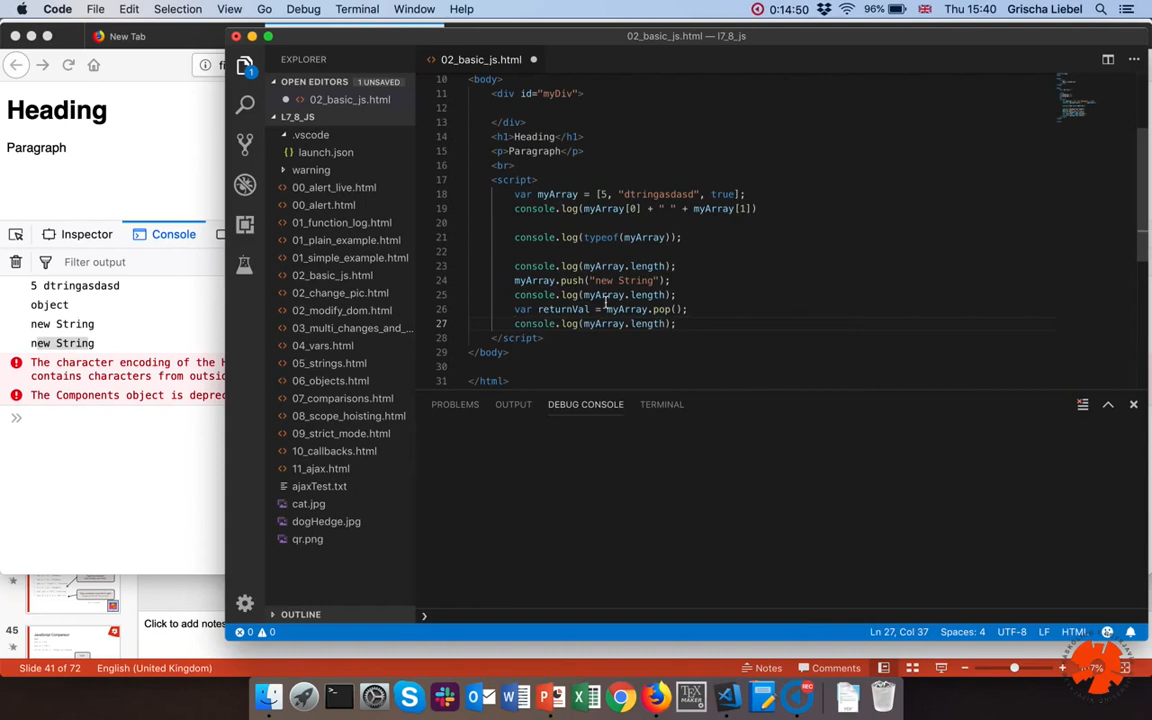 Code File Edit Selection View Go Debug Terminal Window Help
0:14:50 96% Thu 15:40 Grischa Liebel
New Tab
fi
Heading
Paragraph
Inspector Console
Filter output
5 dtringasdasd
object
new String
new String
The character encoding of the H
contains characters from outsid
The Components object is deprec
02_basic_js.html — l7_8_js
EXPLORER
OPEN EDITORS 1 UNSAVED
02_basic_js.html
L7_8_JS
.vscode
launch.json
warning
00_alert_live.html
00_alert.html
01_function_log.html
01_plain_example.html
01_simple_example.html
02_basic_js.html
02_change_pic.html
02_modify_dom.html
03_multi_changes_and_...
04_vars.html
05_strings.html
06_objects.html
07_comparisons.html
08_scope_hoisting.html
09_strict_mode.html
10_callbacks.html
11_ajax.html
ajaxTest.txt
cat.jpg
dogHedge.jpg
qr.png
OUTLINE
1
02_basic_js.html
10 <body>
11 <div id="myDiv">
12
13 </div>
14 <h1>Heading</h1>
15 <p>Paragraph</p>
16 <br>
17 <script>
18 var myArray = [5, "dtringasdasd", true];
19 console.log(myArray[0] + " " + myArray[1])
20
21 console.log(typeof(myArray));
22
23 console.log(myArray.length);
24 myArray.push("new String");
25 console.log(myArray.length);
26 var returnVal = myArray.pop();
27 console.log(myArray.length);
28 </script>
29 </body>
30
31 </html>
PROBLEMS OUTPUT DEBUG CONSOLE TERMINAL
0 0 Ln 27, Col 37 Spaces: 4 UTF-8 LF HTML
45
JavaScript Comparison
Click to add notes
Slide 41 of 72 English (United Kingdom) Notes Comments